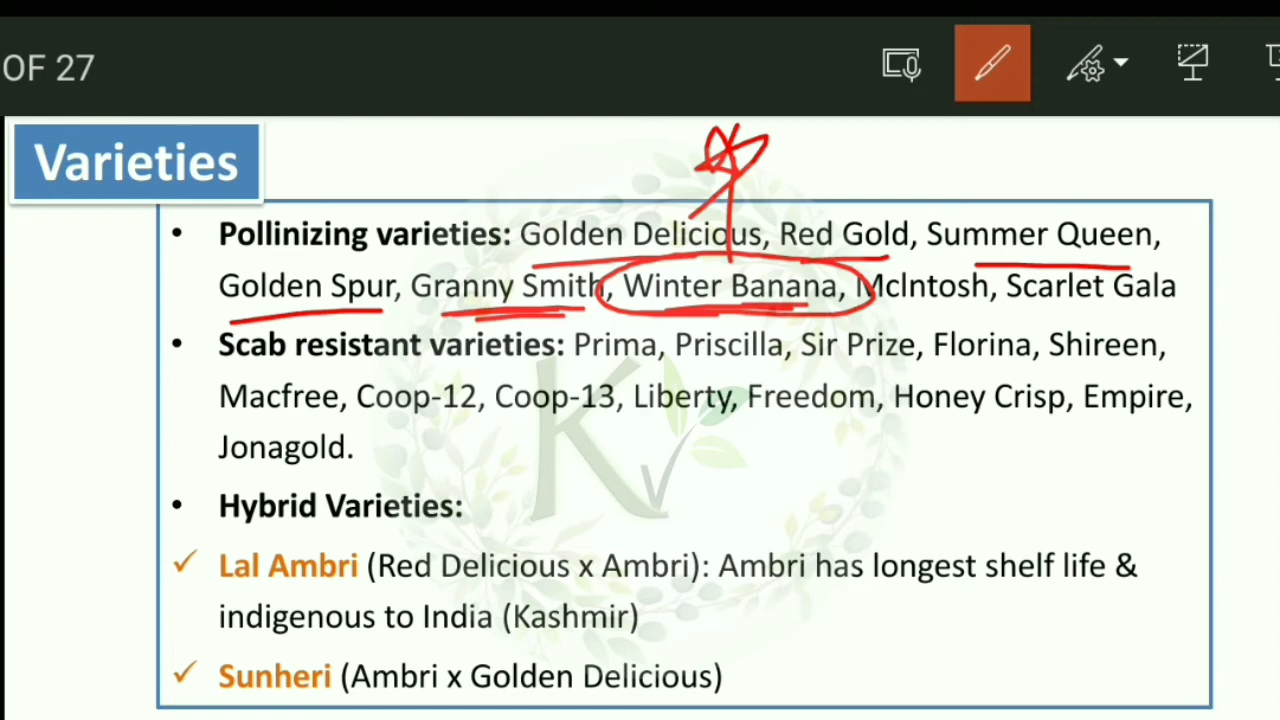 OF 27
Varieties
• Pollinizing varieties: Golden Delicious, Red Gold, Summer Queen,
Golden Spur, Granny Smith, Winter Banana, McIntosh, Scarlet Gala
• Scab resistant varieties: Prima, Priscilla, Sir Prize, Florina, Shireen,
Macfree, Coop-12, Coop-13, Liberty, Freedom, Honey Crisp, Empire,
Jonagold.
• Hybrid Varieties:
✓ Lal Ambri (Red Delicious x Ambri): Ambri has longest shelf life &
indigenous to India (Kashmir)
✓ Sunheri (Ambri x Golden Delicious)